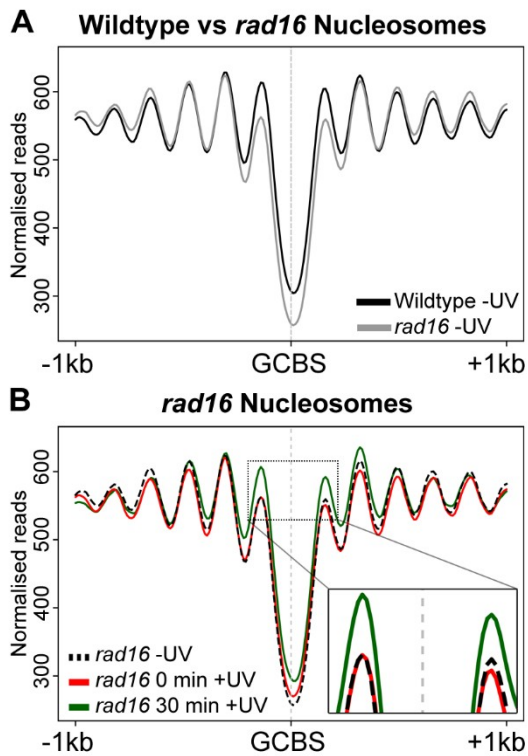 A Wildtype vs rad16 Nucleosomes
Normalised reads
600
500
400
300
Wildtype -UV
rad16 -UV
-1kb GCBS +1kb
B rad16 Nucleosomes
Normalised reads
600
500
400
300
rad16 -UV
rad16 0 min +UV
rad16 30 min +UV
-1kb GCBS +1kb